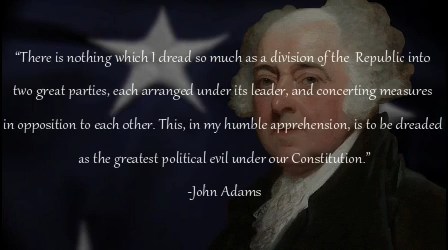 “There is nothing which I dread so much as a division of the Republic into
two great parties, each arranged under its leader, and concerting measures
in opposition to each other. This, in my humble apprehension, is to be dreaded
as the greatest political evil under our Constitution.”
-John Adams